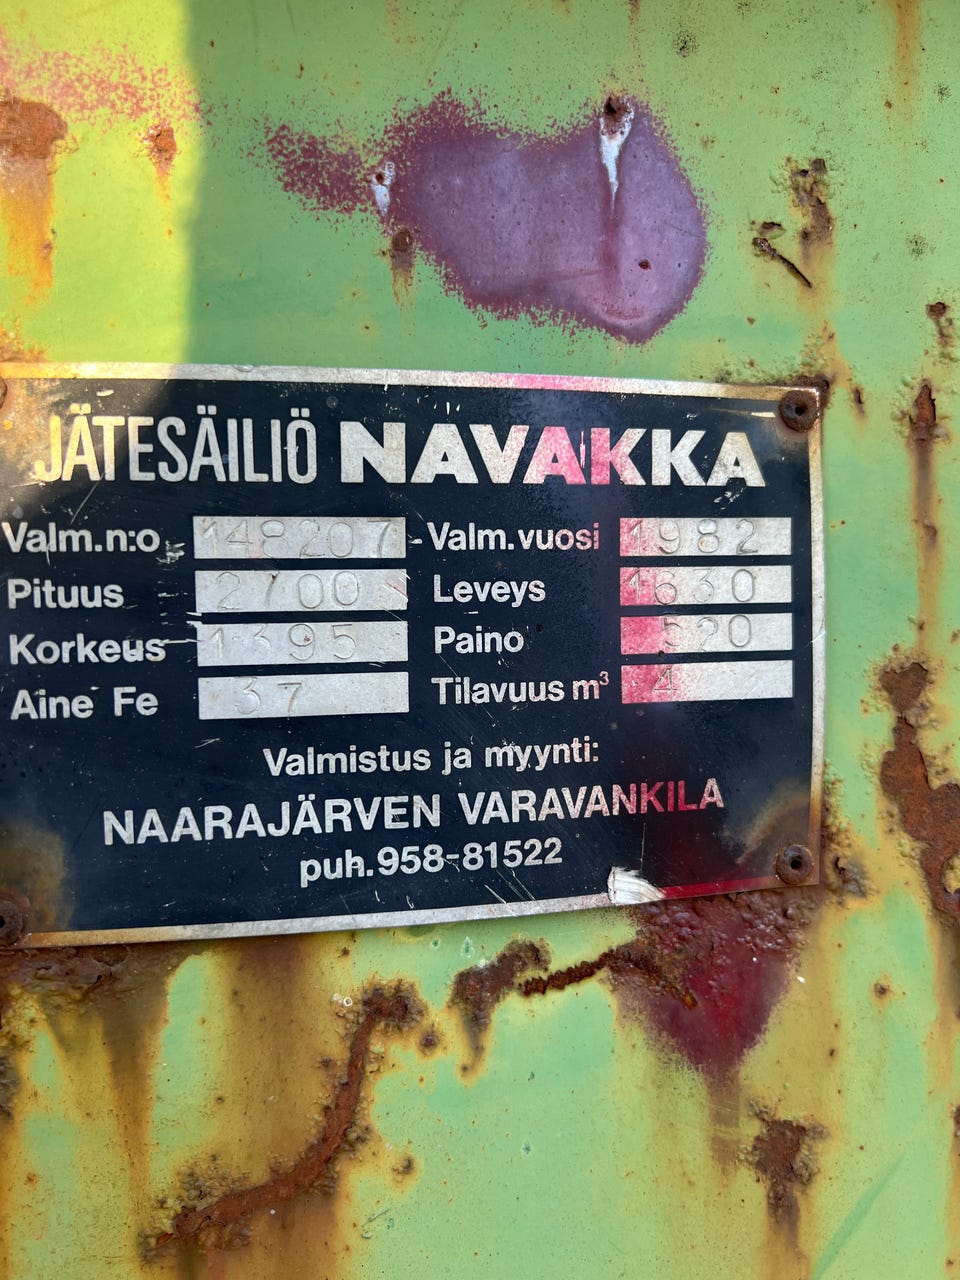 JÄTESÄILIÖ NAVAKKA
Valm.n:o 148207 Valm.vuosi 1982
Pituus 2700 Leveys 1630
Korkeus 1395 Paino 520
Aine Fe 37 Tilavuus m³ 4
Valmistus ja myynti:
NAARAJÄRVEN VARAVANKILA
puh.958-81522